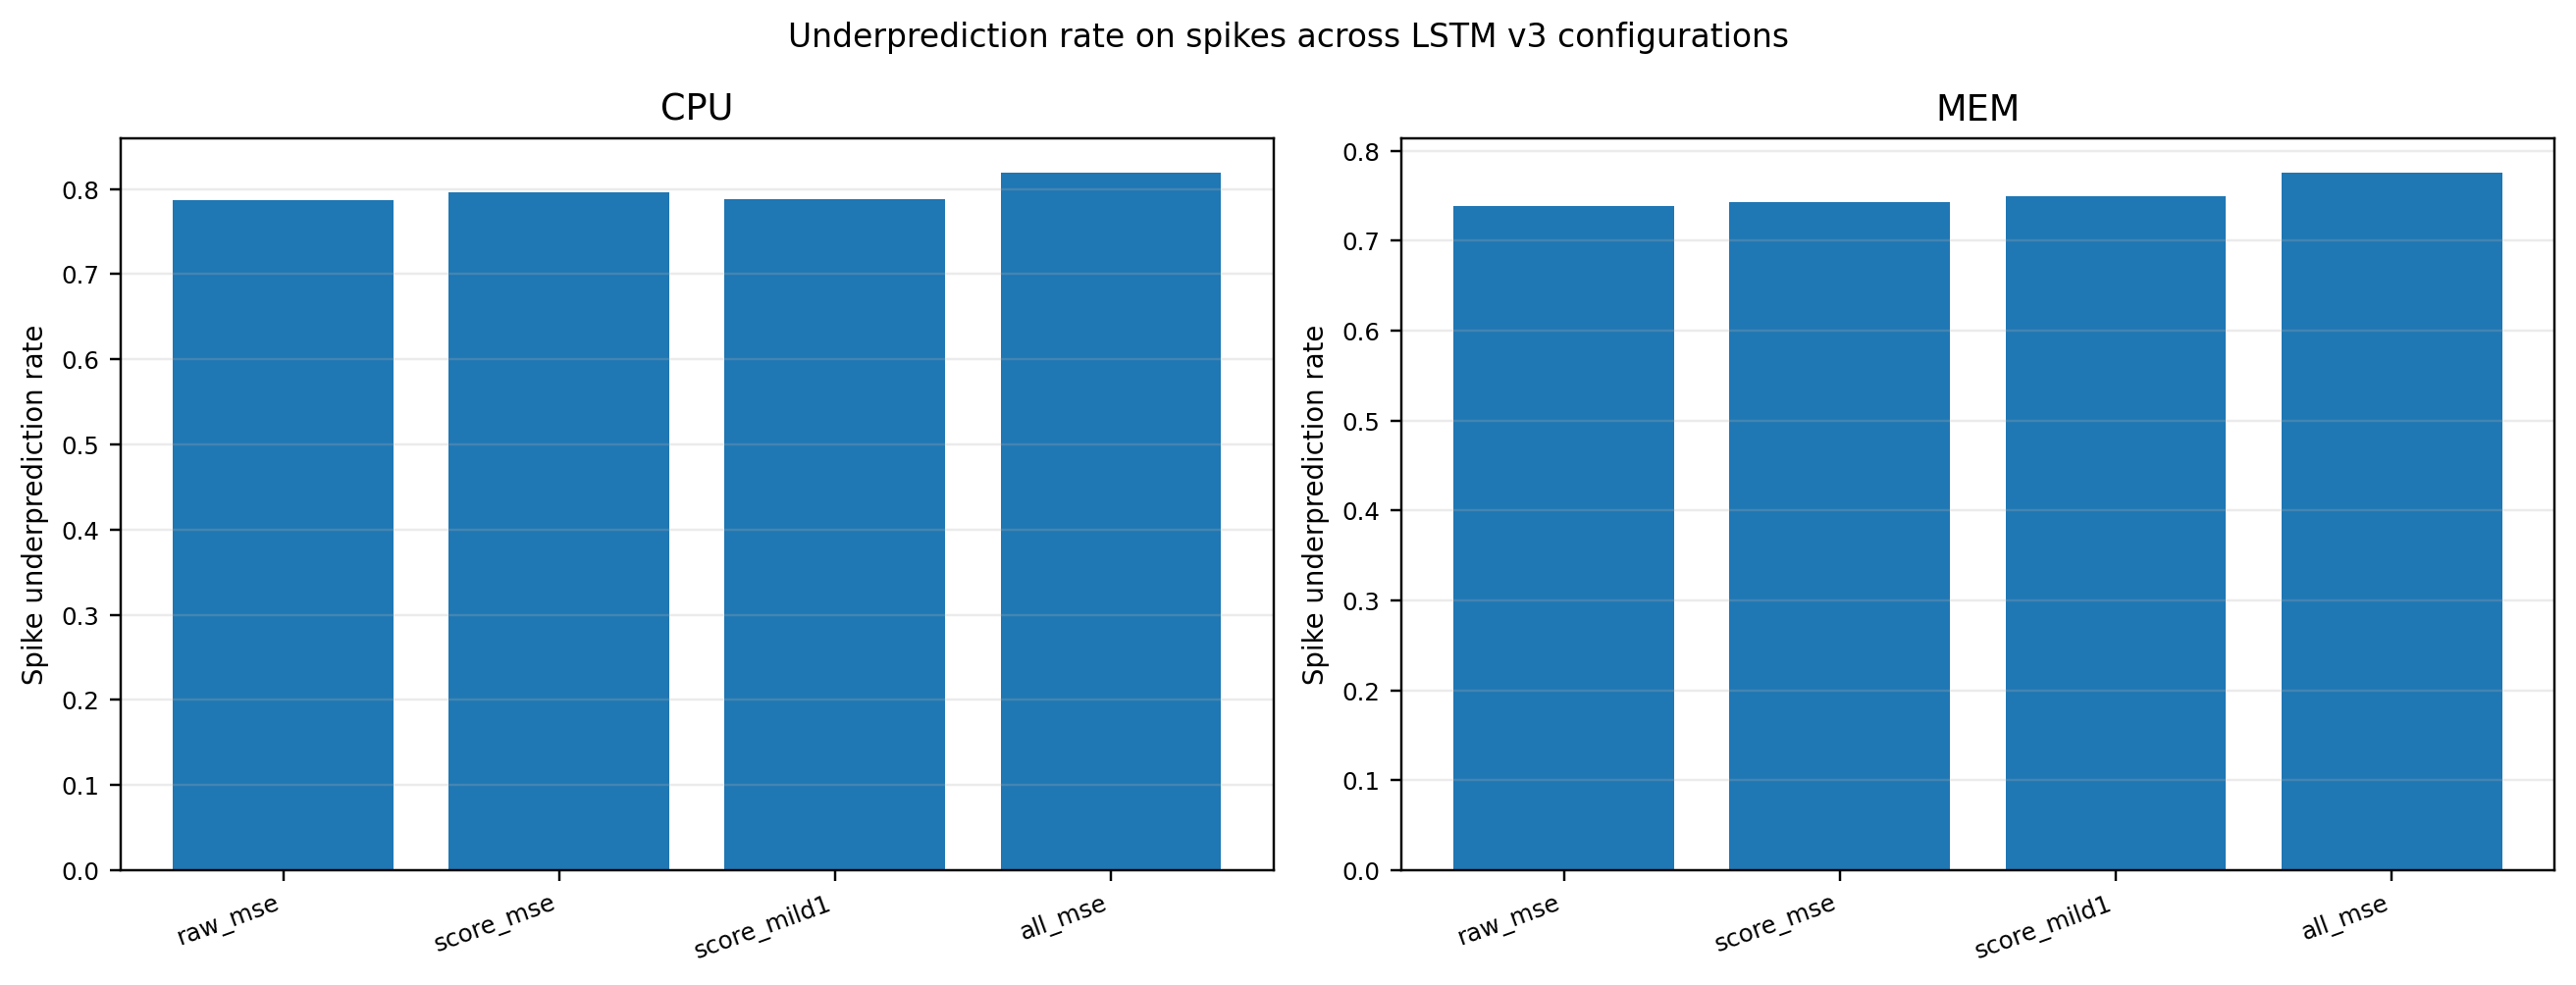 Underprediction rate on spikes across LSTM v3 configurations
CPU
Spike underprediction rate
0.8
0.7
0.6
0.5
0.4
0.3
0.2
0.1
0.0
raw_mse
score_mse
score_mild1
all_mse
MEM
Spike underprediction rate
0.8
0.7
0.6
0.5
0.4
0.3
0.2
0.1
0.0
raw_mse
score_mse
score_mild1
all_mse